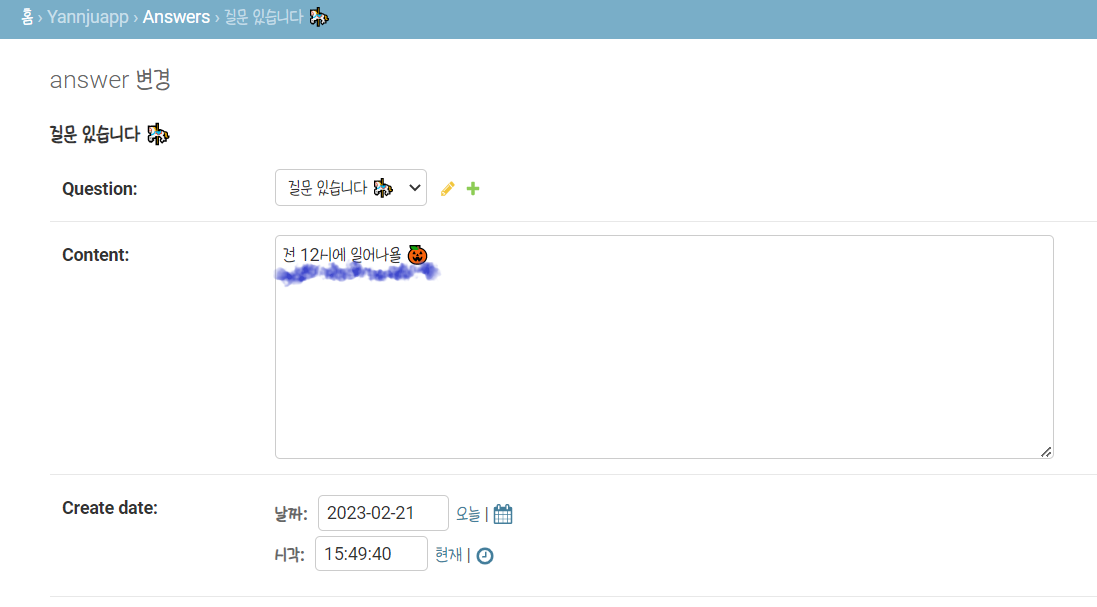 홈 › Yannjuapp › Answers › 질문 있습니다 🎠
answer 변경
질문 있습니다 🎠
Question: 질문 있습니다 🎠
Content: 전 12시에 일어나욜 🎃
Create date: 날짜: 2023-02-21 오늘 |
시각: 15:49:40 현재 |